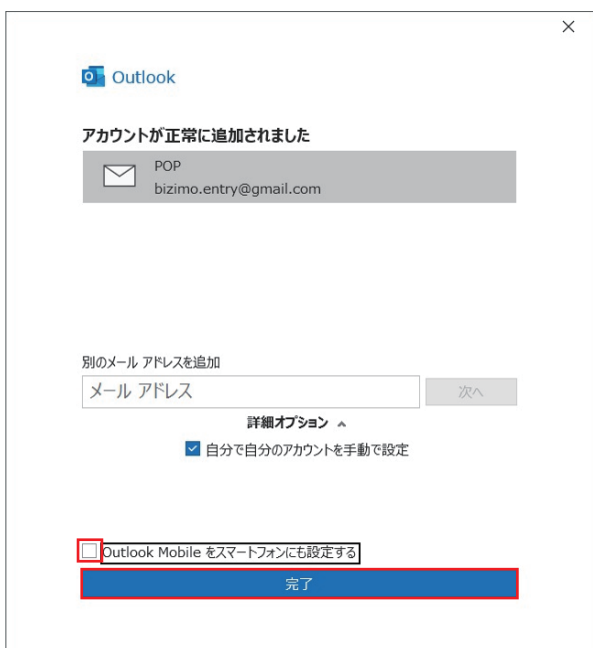 Outlook
アカウントが正常に追加されました
POP
bizimo.entry@gmail.com
別のメール アドレスを追加
メール アドレス
次へ
詳細オプション
自分で自分のアカウントを手動で設定
Outlook Mobile をスマートフォンにも設定する
完了